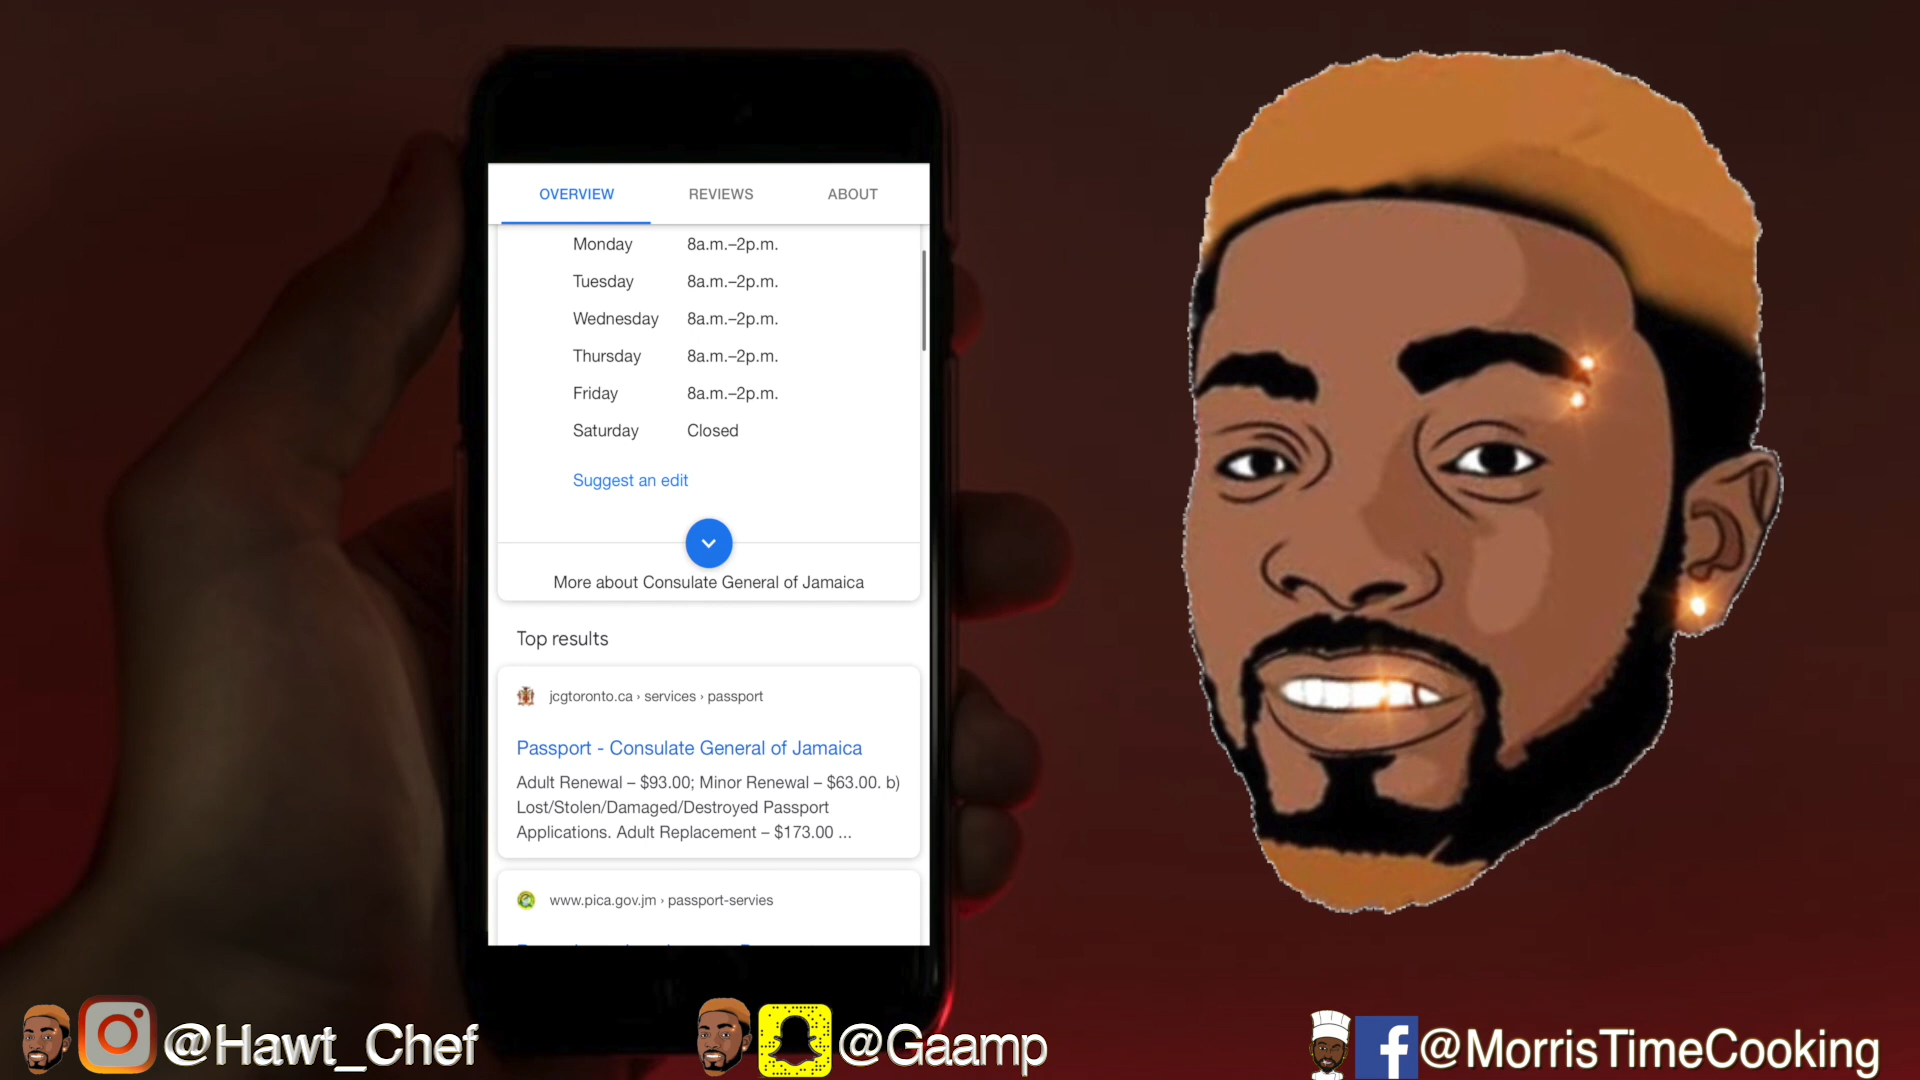 OVERVIEW REVIEWS ABOUT
Monday 8a.m.–2p.m.
Tuesday 8a.m.–2p.m.
Wednesday 8a.m.–2p.m.
Thursday 8a.m.–2p.m.
Friday 8a.m.–2p.m.
Saturday Closed
Suggest an edit
More about Consulate General of Jamaica
Top results
jcgtoronto.ca › services › passport
Passport - Consulate General of Jamaica
Adult Renewal – $93.00; Minor Renewal – $63.00. b)
Lost/Stolen/Damaged/Destroyed Passport
Applications. Adult Replacement – $173.00 ...
www.pica.gov.jm › passport-servies
@Hawt_Chef @Gaamp @MorrisTimeCooking